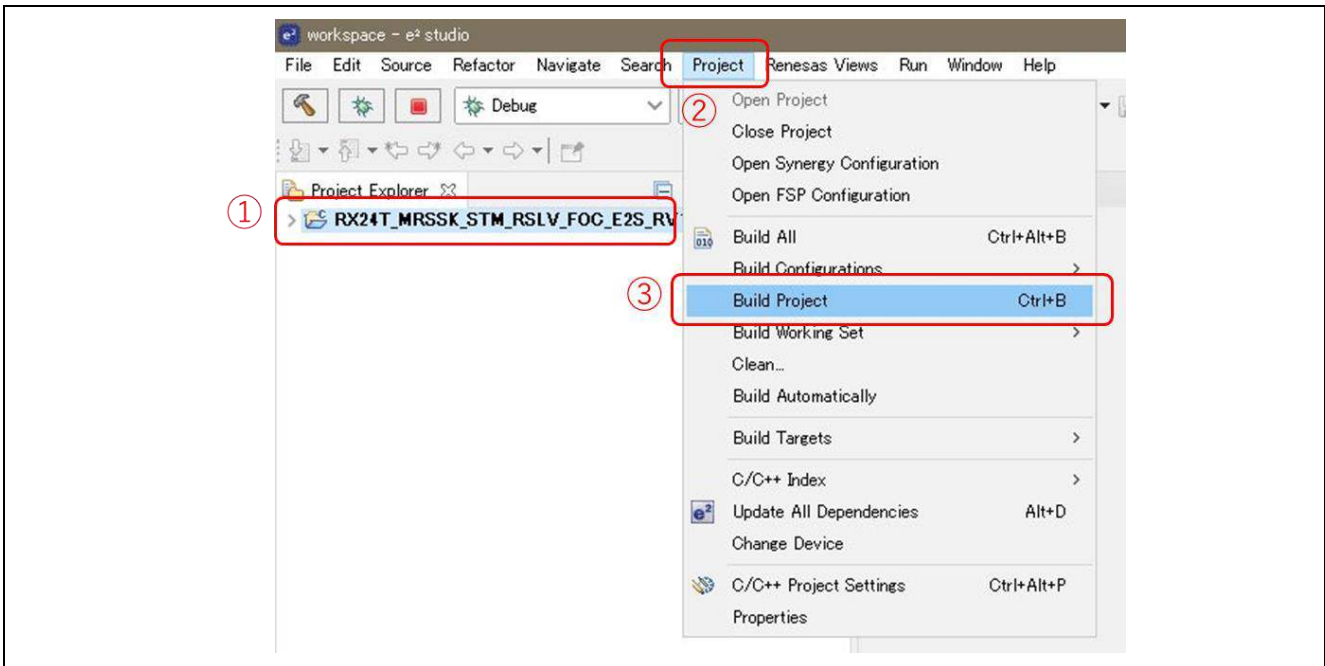 e² workspace - e² studio
File Edit Source Refactor Navigate Search Project Renesas Views Run Window Help
Debug
② Open Project
Close Project
Open Synergy Configuration
Project Explorer
Open FSP Configuration
① RX24T_MRSSK_STM_RSLV_FOC_E2S_RV
010 Build All Ctrl+Alt+B
Build Configurations >
③ Build Project Ctrl+B
Build Working Set >
Clean...
Build Automatically
Build Targets >
C/C++ Index >
e² Update All Dependencies Alt+D
Change Device
C/C++ Project Settings Ctrl+Alt+P
Properties